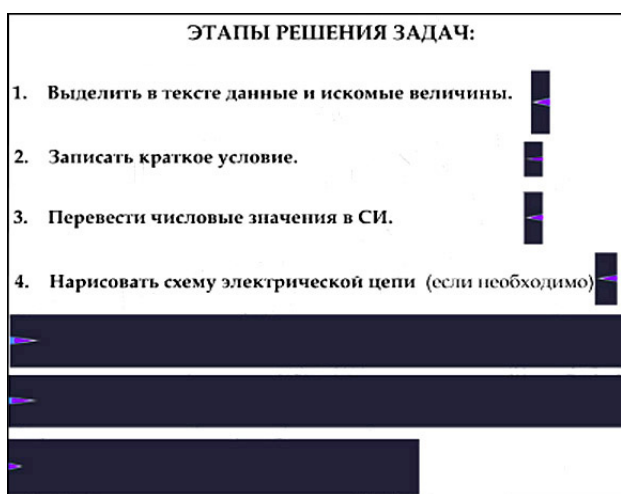 ЭТАПЫ РЕШЕНИЯ ЗАДАЧ:
1. Выделить в тексте данные и искомые величины.
2. Записать краткое условие.
3. Перевести числовые значения в СИ.
4. Нарисовать схему электрической цепи (если необходимо)